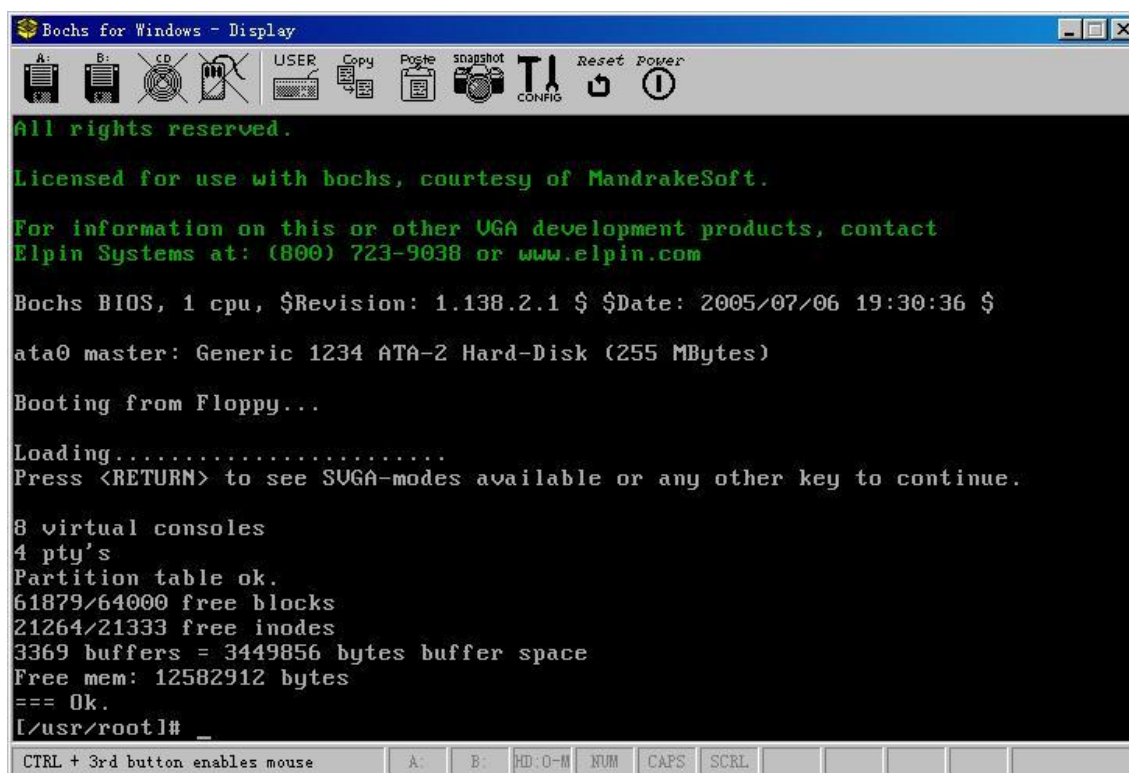 Bochs for Windows - Display
A: B: CD USER Copy Paste snapshot CONFIG Reset Power
All rights reserved.
Licensed for use with bochs, courtesy of MandrakeSoft.
For information on this or other VGA development products, contact
Elpin Systems at: (800) 723-9038 or www.elpin.com
Bochs BIOS, 1 cpu, $Revision: 1.138.2.1 $ $Date: 2005/07/06 19:30:36 $
ata0 master: Generic 1234 ATA-2 Hard-Disk (255 MBytes)
Booting from Floppy...
Loading.........................
Press <RETURN> to see SVGA-modes available or any other key to continue.
8 virtual consoles
4 pty's
Partition table ok.
61879/64000 free blocks
21264/21333 free inodes
3369 buffers = 3449856 bytes buffer space
Free mem: 12582912 bytes
=== Ok.
[/usr/root]# _
CTRL + 3rd button enables mouse A: B: HD:0-M NUM CAPS SCRL